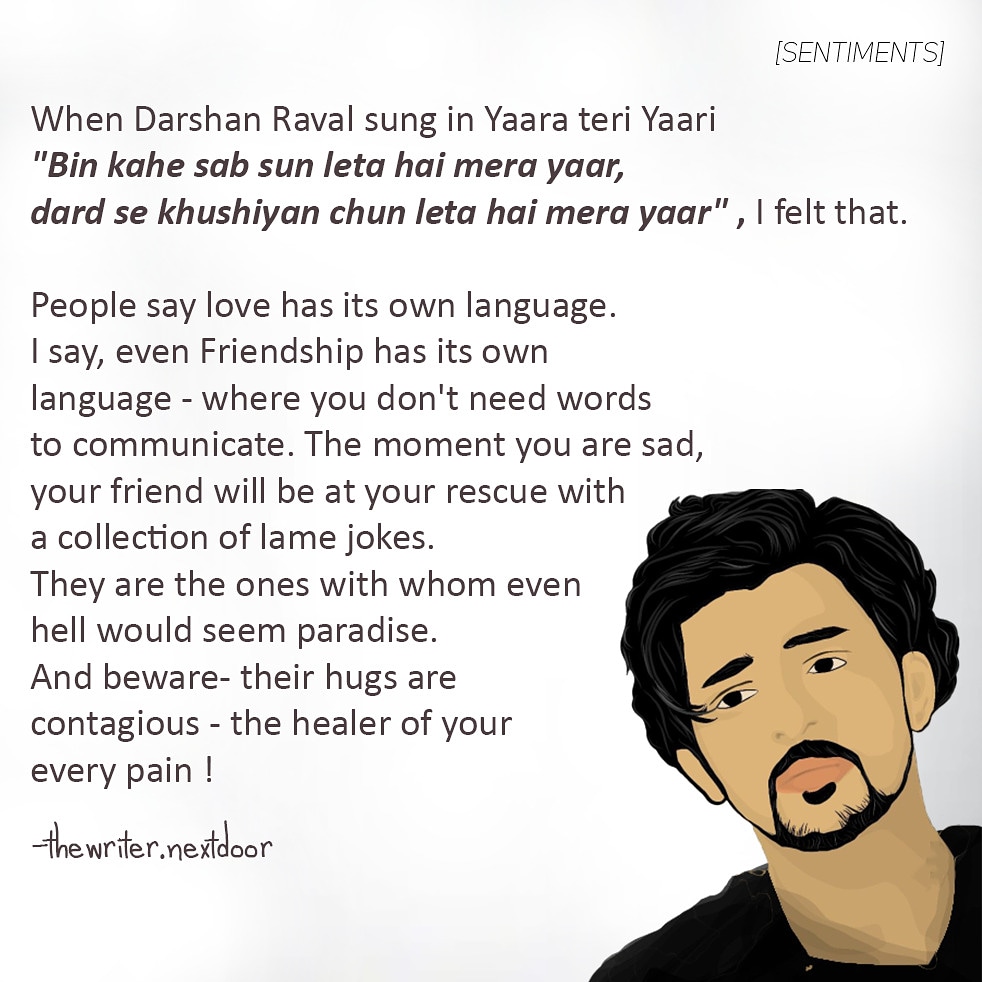 [SENTIMENTS]
When Darshan Raval sung in Yaara teri Yaari
"Bin kahe sab sun leta hai mera yaar,
dard se khushiyan chun leta hai mera yaar" , I felt that.
People say love has its own language.
I say, even Friendship has its own
language - where you don't need words
to communicate. The moment you are sad,
your friend will be at your rescue with
a collection of lame jokes.
They are the ones with whom even
hell would seem paradise.
And beware- their hugs are
contagious - the healer of your
every pain !
-thewriter.nextdoor